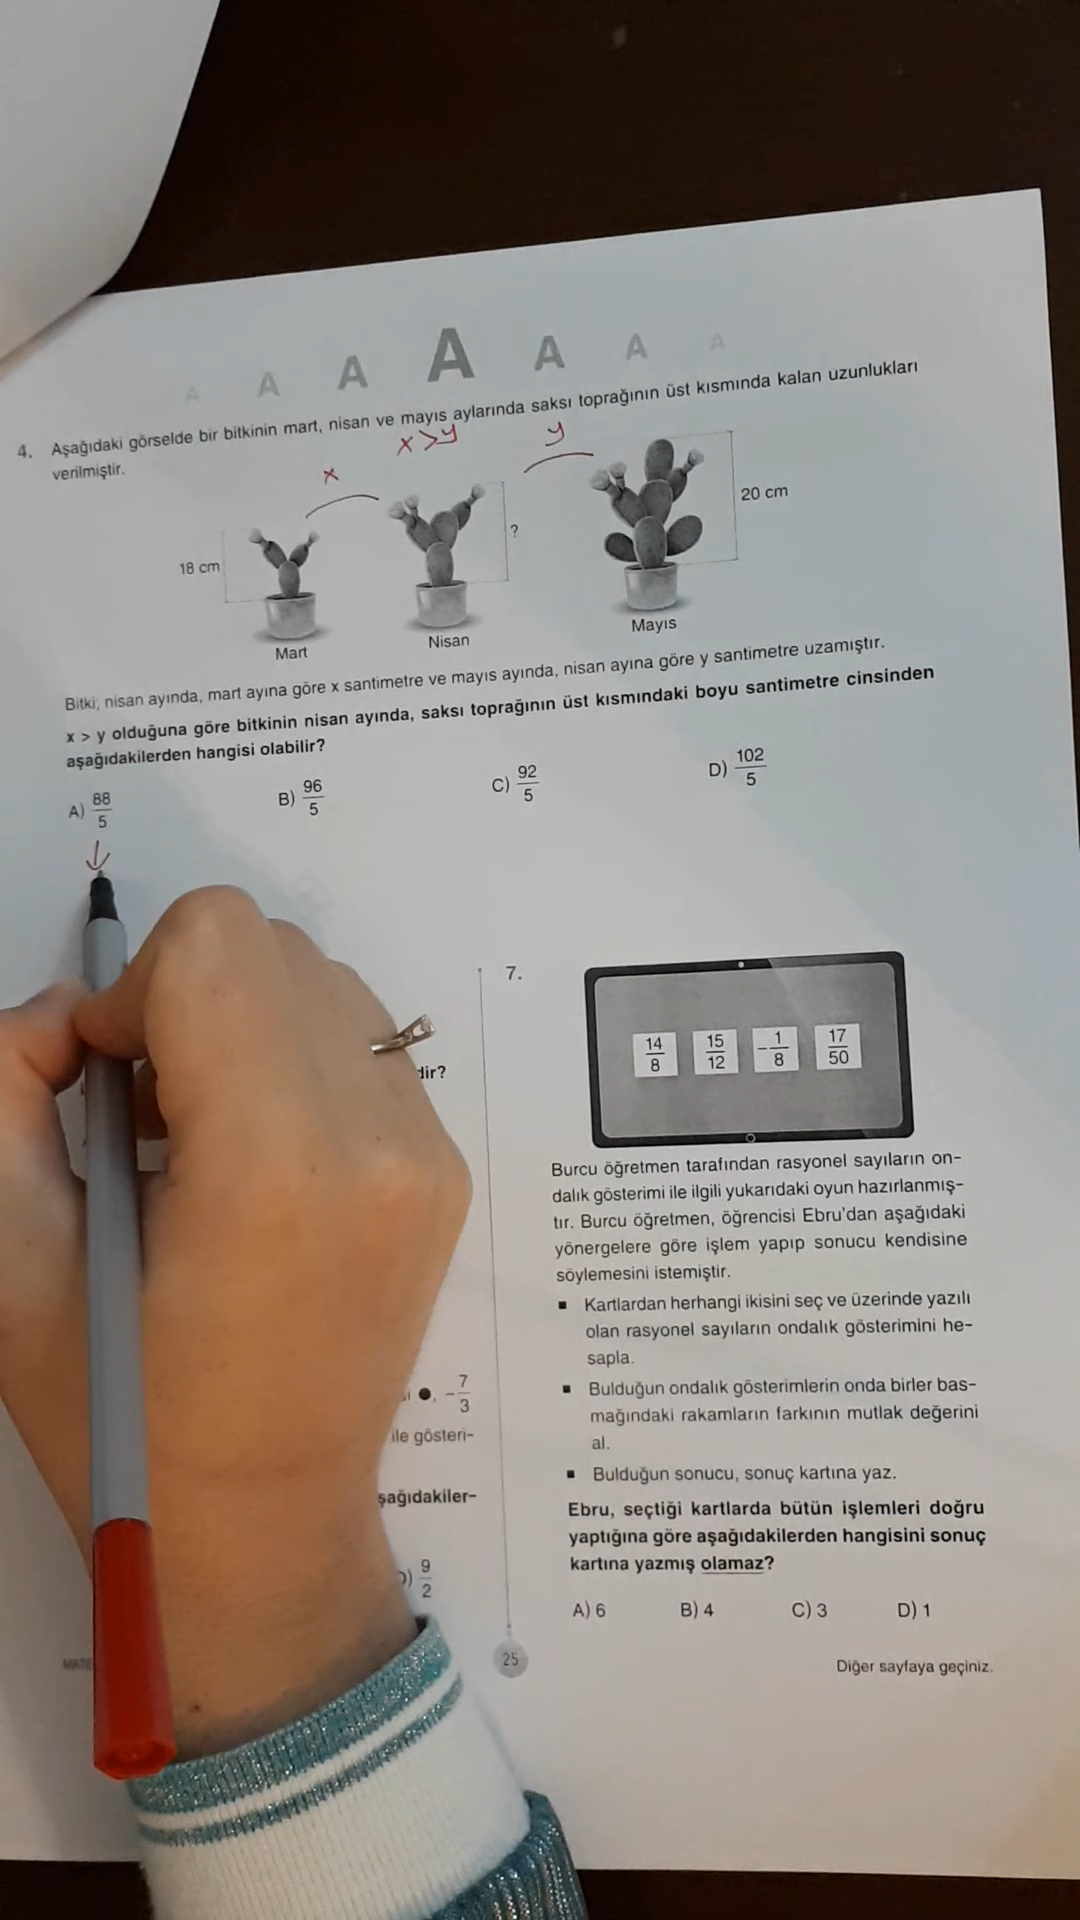 A A A A A A A
4. Aşağıdaki görselde bir bitkinin mart, nisan ve mayıs aylarında saksı toprağının üst kısmında kalan uzunlukları
verilmiştir.
x
x > y
y
18 cm
?
20 cm
Mart
Nisan
Mayıs
Bitki; nisan ayında, mart ayına göre x santimetre ve mayıs ayında, nisan ayına göre y santimetre uzamıştır.
x > y olduğuna göre bitkinin nisan ayında, saksı toprağının üst kısmındaki boyu santimetre cinsinden
aşağıdakilerden hangisi olabilir?
A) 88/5 B) 96/5 C) 92/5 D) 102/5
dir?
●, -7/3
ile gösteri-
şağıdakiler-
9/2
7.
14/8 15/12 -1/8 17/50
Burcu öğretmen tarafından rasyonel sayıların on-
dalık gösterimi ile ilgili yukarıdaki oyun hazırlanmış-
tır. Burcu öğretmen, öğrencisi Ebru'dan aşağıdaki
yönergelere göre işlem yapıp sonucu kendisine
söylemesini istemiştir.
▪ Kartlardan herhangi ikisini seç ve üzerinde yazılı
olan rasyonel sayıların ondalık gösterimini he-
sapla.
▪ Bulduğun ondalık gösterimlerin onda birler bas-
mağındaki rakamların farkının mutlak değerini
al.
▪ Bulduğun sonucu, sonuç kartına yaz.
Ebru, seçtiği kartlarda bütün işlemleri doğru
yaptığına göre aşağıdakilerden hangisini sonuç
kartına yazmış olamaz?
A) 6 B) 4 C) 3 D) 1
25
Diğer sayfaya geçiniz.